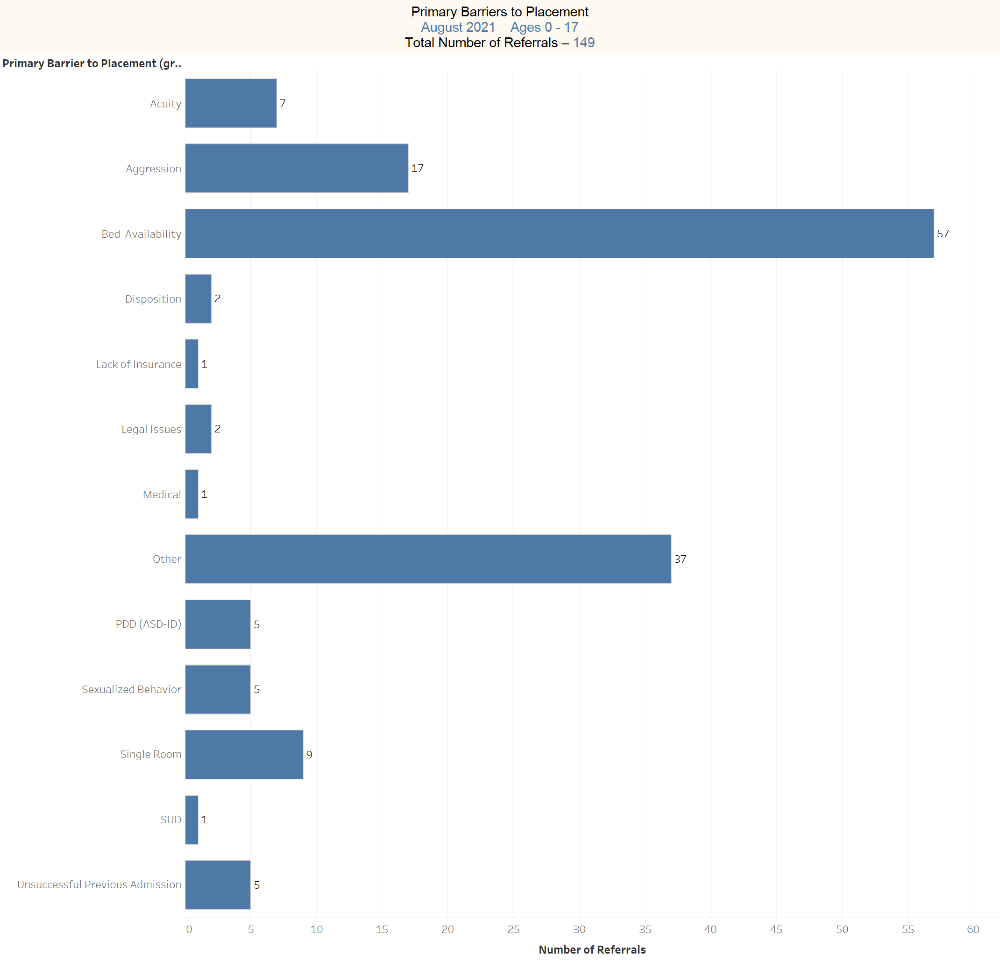 Primary Barriers to Placement
August 2021 Ages 0 - 17
Total Number of Referrals – 149
Primary Barrier to Placement (gr..
Acuity 7
Aggression 17
Bed Availability 57
Disposition 2
Lack of Insurance 1
Legal Issues 2
Medical 1
Other 37
PDD (ASD-ID) 5
Sexualized Behavior 5
Single Room 9
SUD 1
Unsuccessful Previous Admission 5
0 5 10 15 20 25 30 35 40 45 50 55 60
Number of Referrals